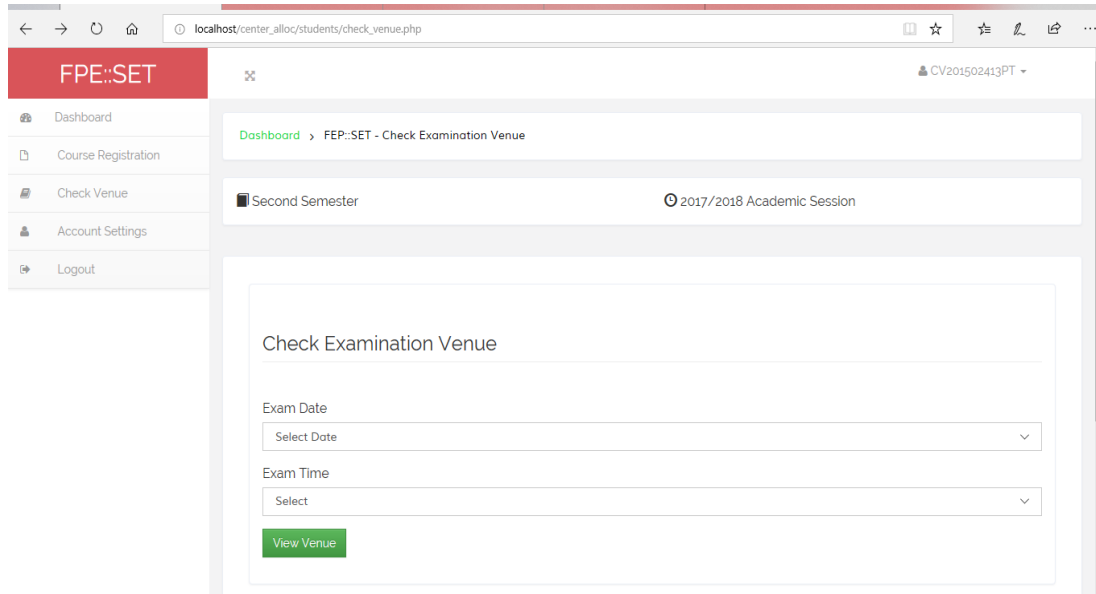 localhost/center_alloc/students/check_venue.php
FPE::SET
CV201502413PT
Dashboard
Course Registration
Check Venue
Account Settings
Logout
Dashboard > FEP::SET - Check Examination Venue
Second Semester
2017/2018 Academic Session
Check Examination Venue
Exam Date
Select Date
Exam Time
Select
View Venue